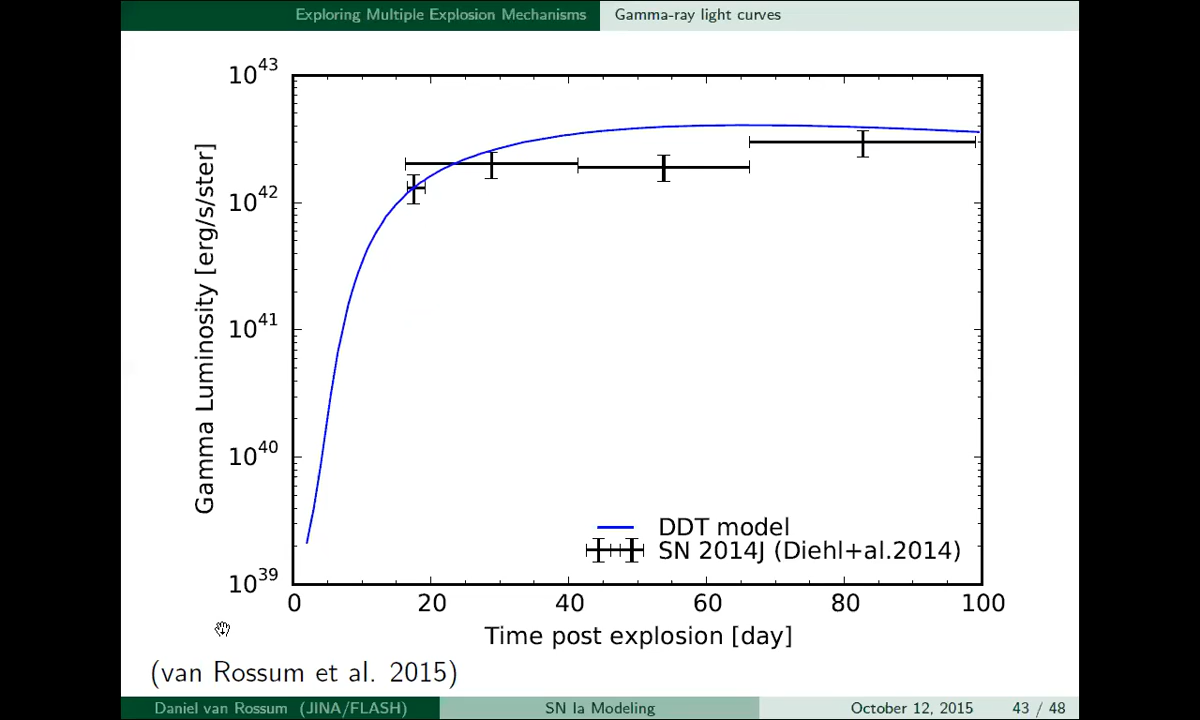 Exploring Multiple Explosion Mechanisms Gamma-ray light curves
10^43
10^42
10^41
10^40
10^39
Gamma Luminosity [erg/s/ster]
DDT model
SN 2014J (Diehl+al.2014)
0 20 40 60 80 100
Time post explosion [day]
(van Rossum et al. 2015)
Daniel van Rossum (JINA/FLASH) SN Ia Modeling October 12, 2015 43 / 48